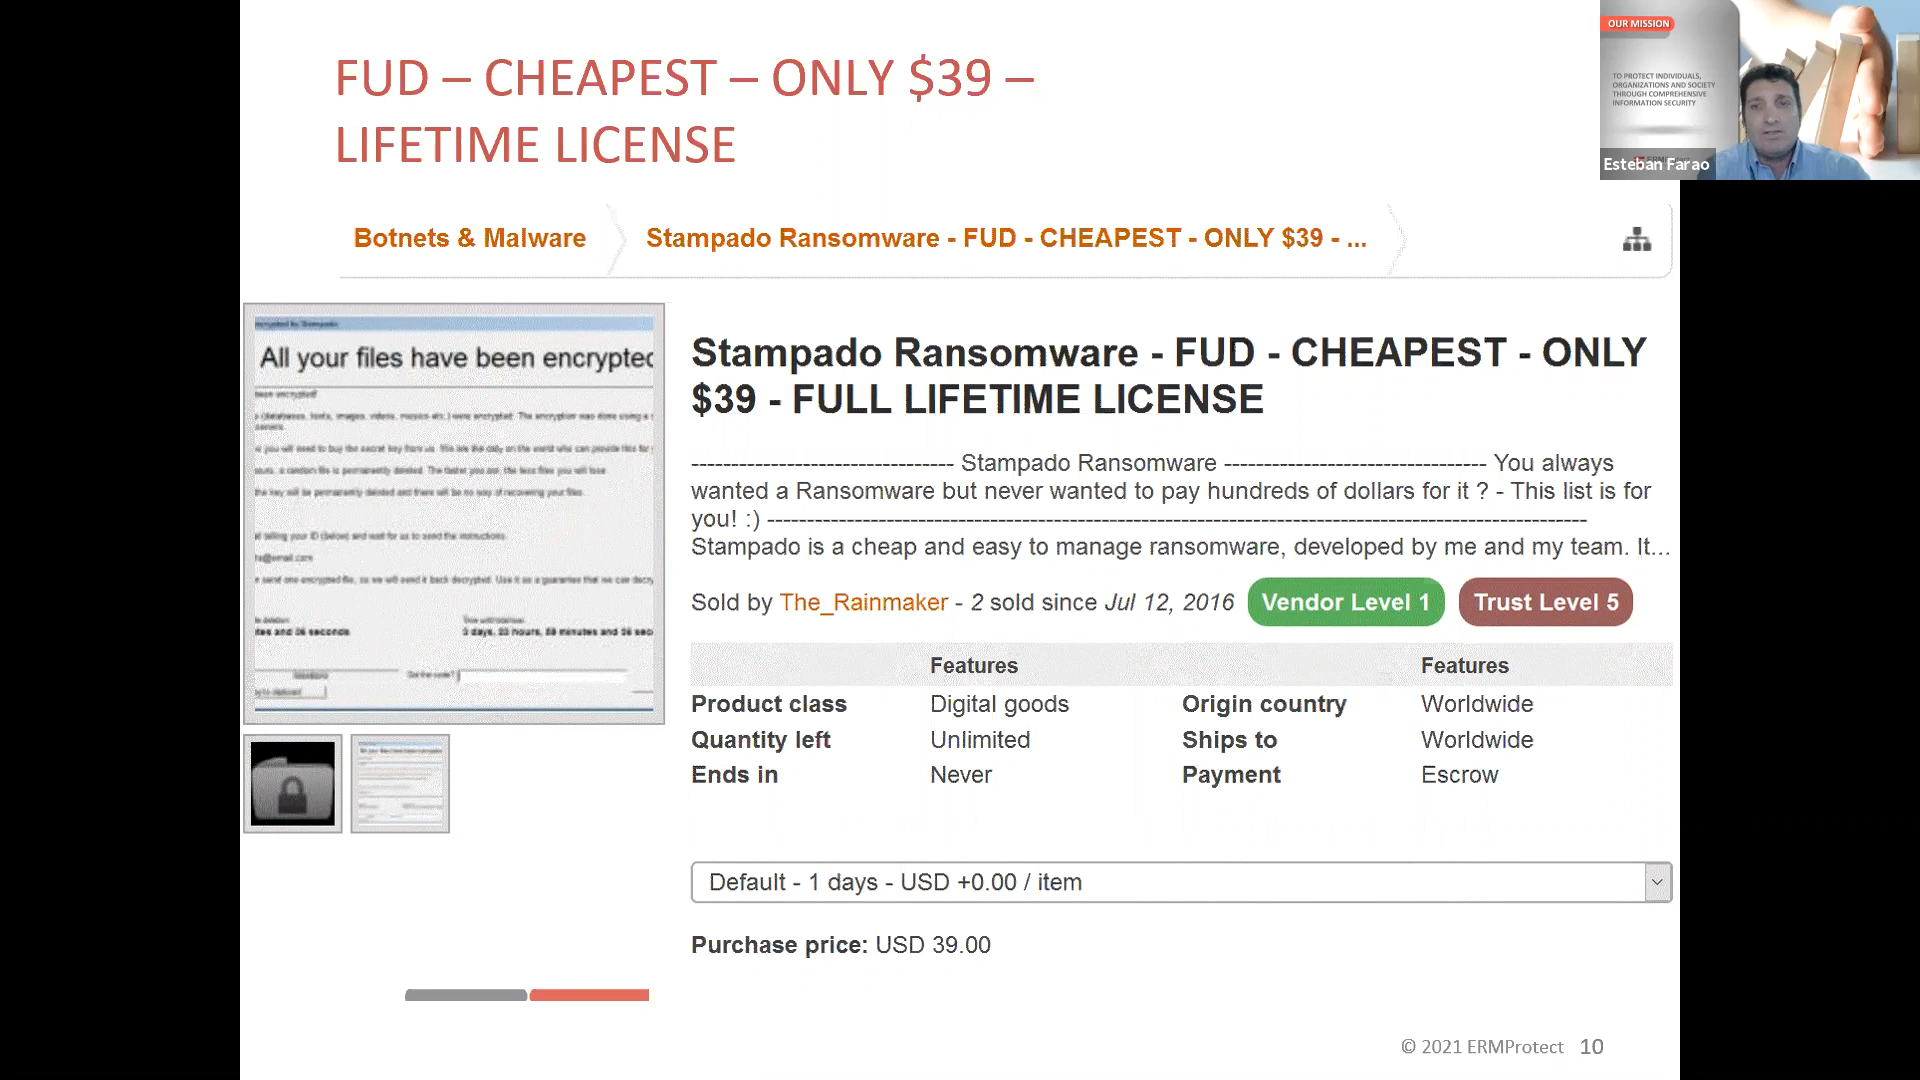 FUD – CHEAPEST – ONLY $39 –
LIFETIME LICENSE
OUR MISSION
TO PROTECT INDIVIDUALS,
ORGANIZATIONS AND SOCIETY
THROUGH COMPREHENSIVE
INFORMATION SECURITY
Esteban Farao
Botnets & Malware
Stampado Ransomware - FUD - CHEAPEST - ONLY $39 - ...
All your files have been encrypted
Stampado Ransomware - FUD - CHEAPEST - ONLY
$39 - FULL LIFETIME LICENSE
--------------------------------- Stampado Ransomware --------------------------------- You always
wanted a Ransomware but never wanted to pay hundreds of dollars for it ? - This list is for
you! :) -------------------------------------------------------------------------------------------------------
Stampado is a cheap and easy to manage ransomware, developed by me and my team. It...
Sold by The_Rainmaker - 2 sold since Jul 12, 2016 Vendor Level 1 Trust Level 5
Features Features
Product class Digital goods Origin country Worldwide
Quantity left Unlimited Ships to Worldwide
Ends in Never Payment Escrow
Default - 1 days - USD +0.00 / item
Purchase price: USD 39.00
© 2021 ERMProtect 10